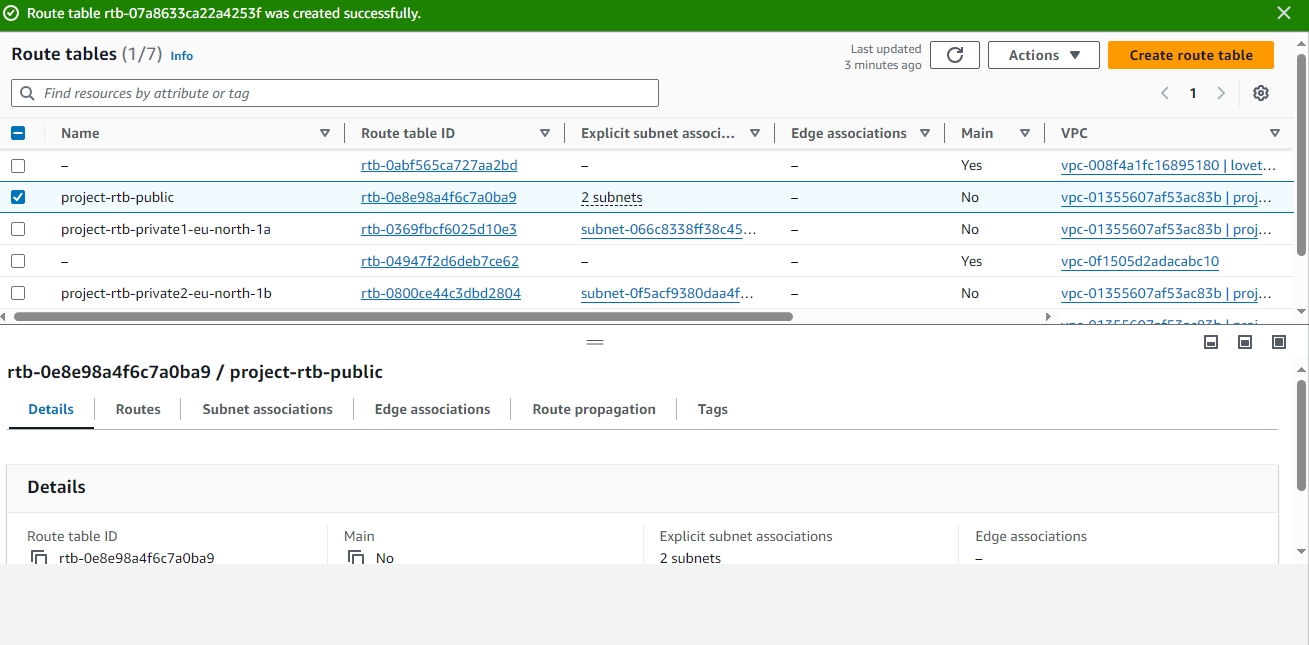 Route table rtb-07a8633ca22a4253f was created successfully.
Route tables (1/7) Info
Last updated
3 minutes ago
Actions
Create route table
Find resources by attribute or tag
1
Name Route table ID Explicit subnet associ... Edge associations Main VPC
– rtb-0abf565ca727aa2bd – – Yes vpc-008f4a1fc16895180 | lovet...
project-rtb-public rtb-0e8e98a4f6c7a0ba9 2 subnets – No vpc-01355607af53ac83b | proj...
project-rtb-private1-eu-north-1a rtb-0369fbcf6025d10e3 subnet-066c8338ff38c45... – No vpc-01355607af53ac83b | proj...
– rtb-04947f2d6deb7ce62 – – Yes vpc-0f1505d2adacabc10
project-rtb-private2-eu-north-1b rtb-0800ce44c3dbd2804 subnet-0f5acf9380daa4f... – No vpc-01355607af53ac83b | proj...
rtb-0e8e98a4f6c7a0ba9 / project-rtb-public
Details Routes Subnet associations Edge associations Route propagation Tags
Details
Route table ID Main Explicit subnet associations Edge associations
rtb-0e8e98a4f6c7a0ba9 No 2 subnets –